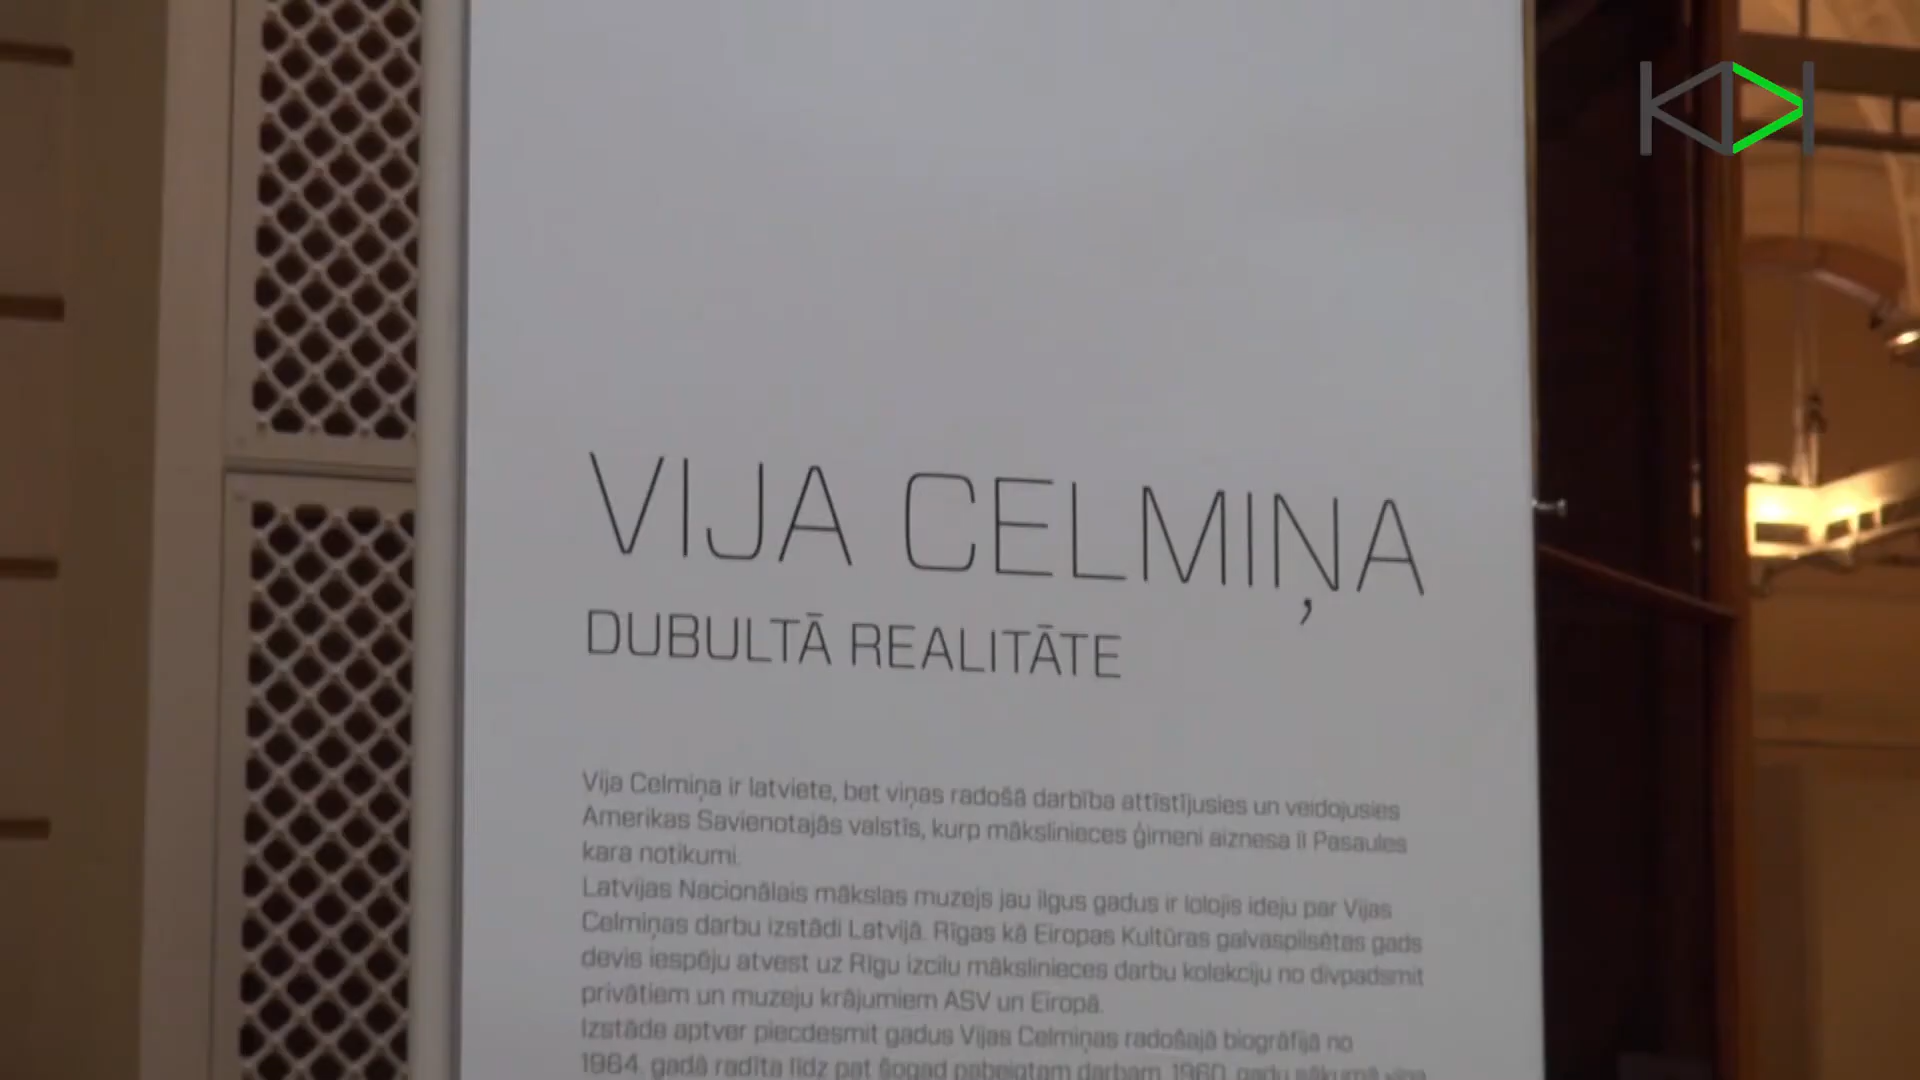 VIJA CELMIŅA
DUBULTĀ REALITĀTE
Vija Celmiņa ir latviete, bet viņas radošā darbība attīstījusies un veidojusies
Amerikas Savienotajās valstīs, kurp mākslinieces ģimeni aiznesa II Pasaules
kara notikumi.
Latvijas Nacionālais mākslas muzejs jau ilgus gadus ir lolojis ideju par Vijas
Celmiņas darbu izstādi Latvijā. Rīgas kā Eiropas Kultūras galvaspilsētas gads
devis iespēju atvest uz Rīgu izcilu mākslinieces darbu kolekciju no divpadsmit
privātiem un muzeju krājumiem ASV un Eiropā.
Izstāde aptver piecdesmit gadus Vijas Celmiņas radošajā biogrāfijā no
1964. gadā radīta līdz pat šogad pabeigtam darbam. 1960. gadu sākumā viņa